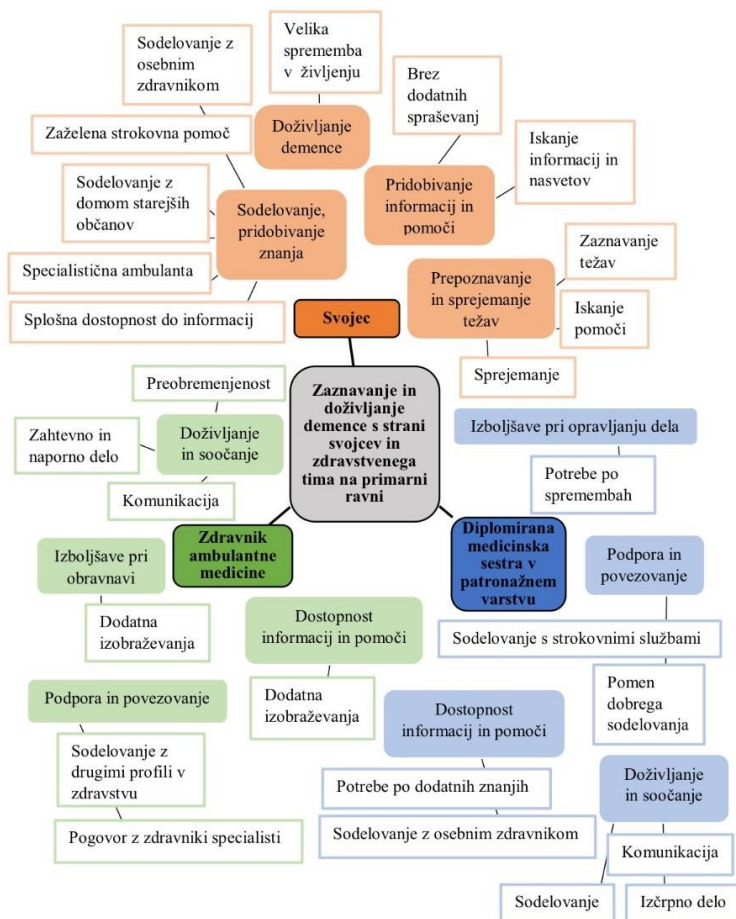 Sodelovanje z
osebnim
zdravnikom
Velika
sprememba
v življenju
Brez
dodatnih
spraševanj
Zaželena strokovna pomoč
Doživljanje
demence
Iskanje
informacij in
nasvetov
Sodelovanje z
domom starejših
občanov
Sodelovanje,
pridobivanje
znanja
Pridobivanje
informacij in
pomoči
Zaznavanje
težav
Specialistična ambulanta
Prepoznavanje
in sprejemanje
težav
Iskanje
pomoči
Splošna dostopnost do informacij
Svojec
Sprejemanje
Preobremenjenost
Zaznavanje in
doživljanje
demence s strani
svojcev in
zdravstvenega
tima na primarni
ravni
Zahtevno in
naporno delo
Doživljanje
in soočanje
Izboljšave pri opravljanju dela
Komunikacija
Potrebe po
spremembah
Zdravnik
ambulantne
medicine
Diplomirana
medicinska
sestra v
patronažnem
varstvu
Izboljšave pri
obravnavi
Podpora in
povezovanje
Dodatna
izobraževanja
Dostopnost
informacij in pomoči
Sodelovanje s strokovnimi službami
Dodatna
izobraževanja
Pomen
dobrega
sodelovanja
Podpora in povezovanje
Dostopnost
informacij in pomoči
Sodelovanje z
drugimi profili v
zdravstvu
Potrebe po dodatnih znanjih
Doživljanje
in soočanje
Pogovor z zdravniki specialisti
Sodelovanje z osebnim zdravnikom
Komunikacija
Sodelovanje
Izčrpno delo